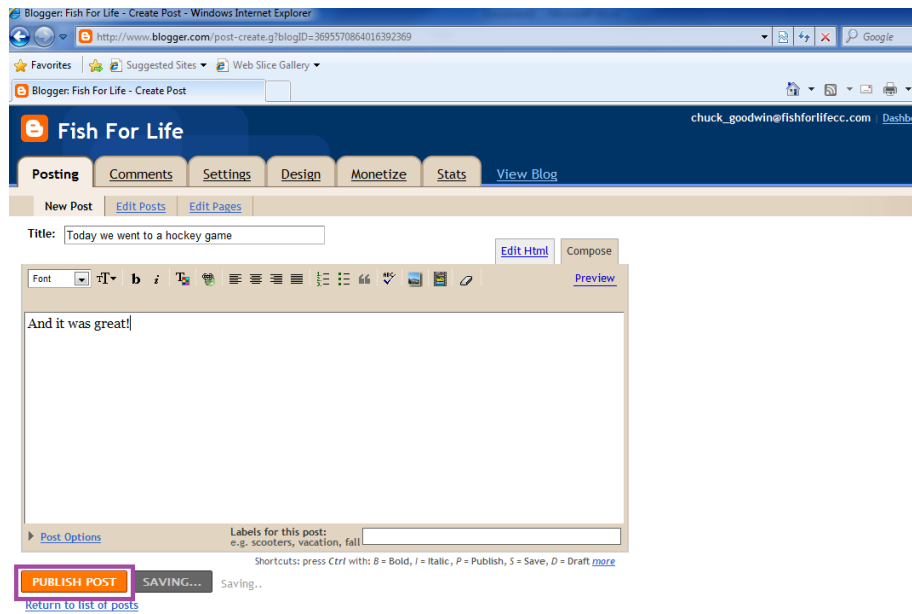 Blogger: Fish For Life - Create Post - Windows Internet Explorer
http://www.blogger.com/post-create.g?blogID=3695570864016392369
Google
Favorites Suggested Sites Web Slice Gallery
Blogger: Fish For Life - Create Post
chuck_goodwin@fishforlifecc.com | Dashbo
Fish For Life
Posting Comments Settings Design Monetize Stats View Blog
New Post Edit Posts Edit Pages
Title: Today we went to a hockey game
Edit Html Compose
Font T b i T ABC Preview
And it was great!
Post Options
Labels for this post:
e.g. scooters, vacation, fall
Shortcuts: press Ctrl with: B = Bold, I = Italic, P = Publish, S = Save, D = Draft more
PUBLISH POST SAVING... Saving..
Return to list of posts